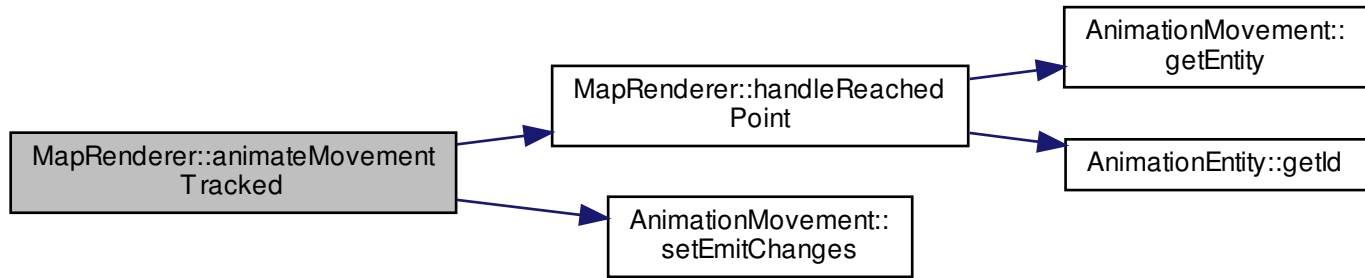 MapRenderer::animateMovement
Tracked
MapRenderer::handleReached
Point
AnimationMovement::
setEmitChanges
AnimationMovement::
getEntity
AnimationEntity::getId